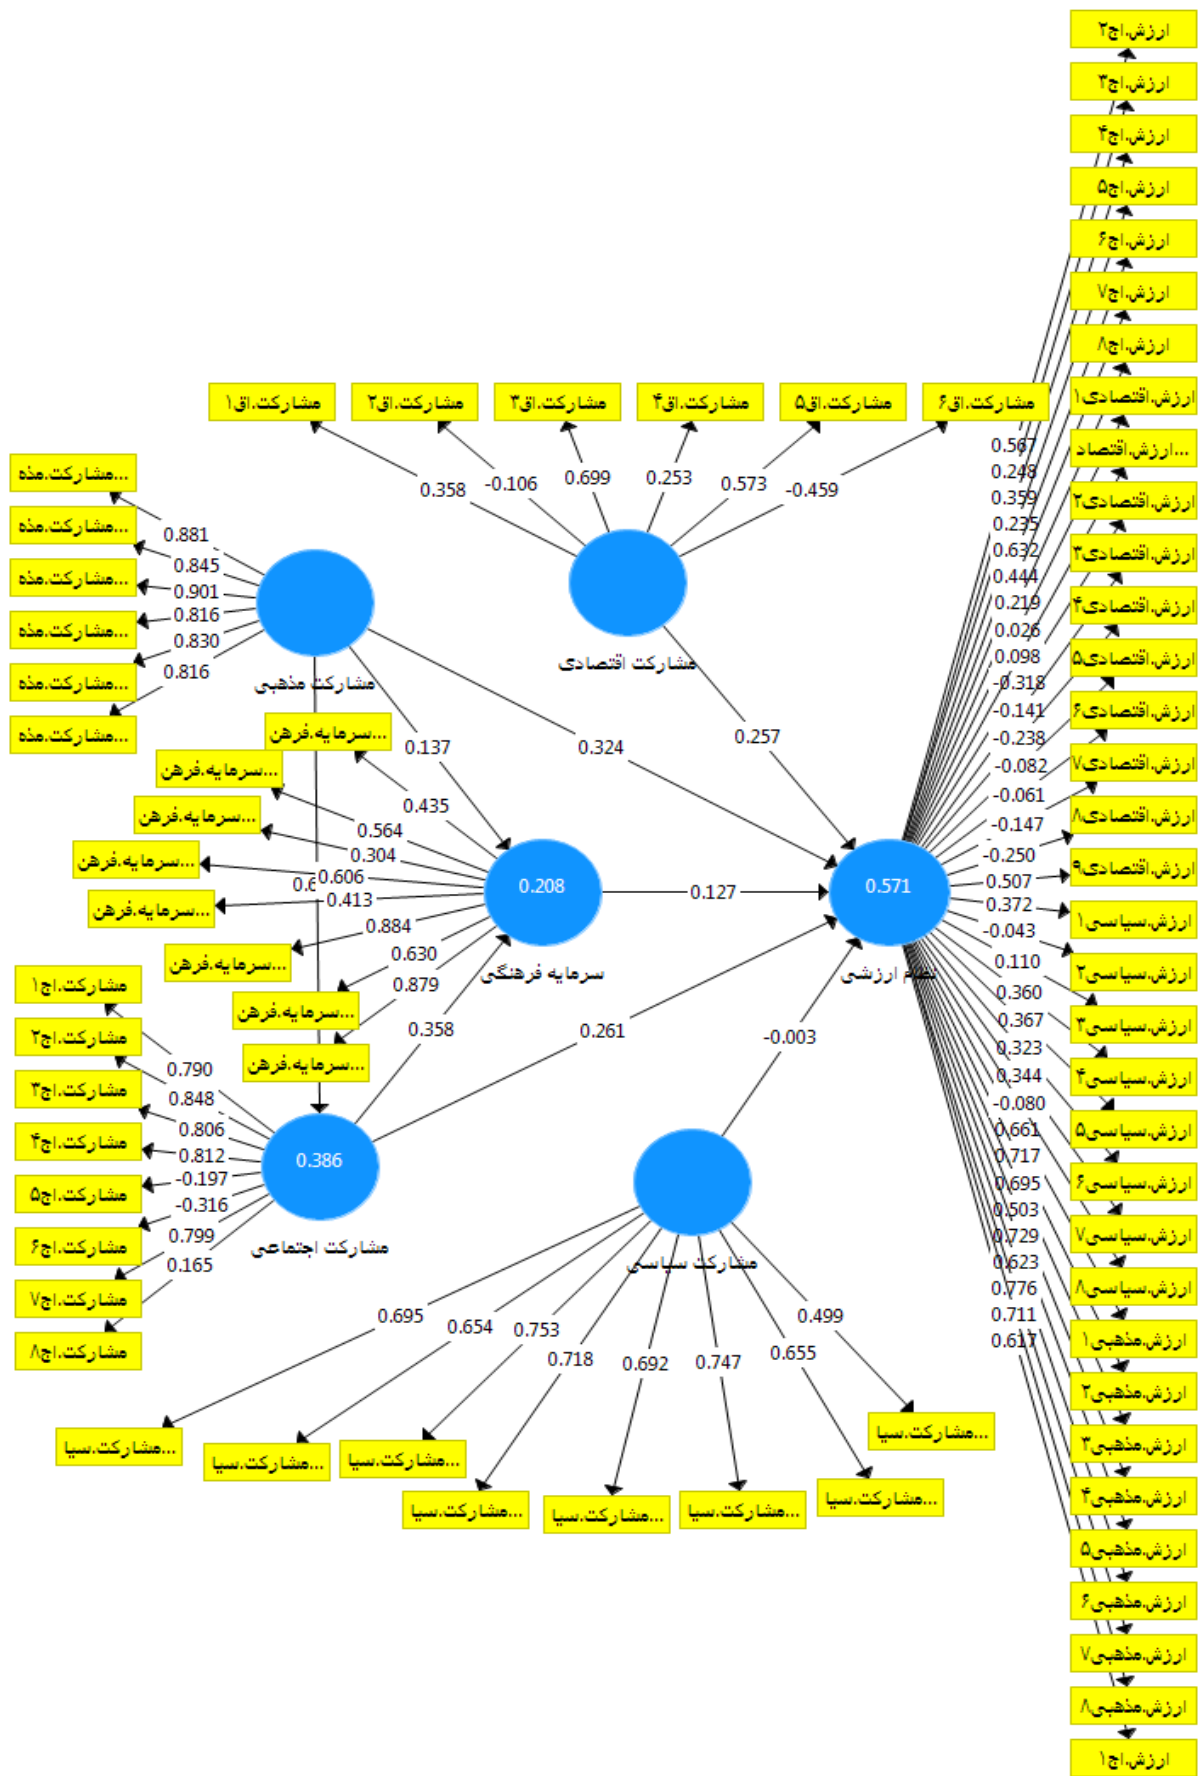 ارزش.اج۲
ارزش.اج۳
ارزش.اج۴
ارزش.اج۵
ارزش.اج۶
ارزش.اج۷
ارزش.اج۸
ارزش.اقتصادی۱
ارزش.اقتصاد...
ارزش.اقتصادی۲
ارزش.اقتصادی۳
ارزش.اقتصادی۴
ارزش.اقتصادی۵
ارزش.اقتصادی۶
ارزش.اقتصادی۷
ارزش.اقتصادی۸
ارزش.اقتصادی۹
ارزش.سیاسی۱
ارزش.سیاسی۲
ارزش.سیاسی۳
ارزش.سیاسی۴
ارزش.سیاسی۵
ارزش.سیاسی۶
ارزش.سیاسی۷
ارزش.سیاسی۸
ارزش.مذهبی۱
ارزش.مذهبی۲
ارزش.مذهبی۳
ارزش.مذهبی۴
ارزش.مذهبی۵
ارزش.مذهبی۶
ارزش.مذهبی۷
ارزش.مذهبی۸
ارزش.اج۱
0.567
0.248
0.359
0.235
0.632
0.444
0.219
0.026
0.098
-0.318
-0.141
-0.238
-0.082
-0.061
-0.147
-0.250
0.507
0.372
-0.043
0.110
0.360
0.367
0.323
0.344
-0.080
0.661
0.717
0.695
0.503
0.729
0.623
0.776
0.711
0.617
0.571
نظام ارزشی
مشارکت.اق۱
مشارکت.اق۲
مشارکت.اق۳
مشارکت.اق۴
مشارکت.اق۵
مشارکت.اق۶
0.358
-0.106
0.699
0.253
0.573
-0.459
مشارکت اقتصادی
0.257
مشارکت.مذه...
مشارکت.مذه...
مشارکت.مذه...
مشارکت.مذه...
مشارکت.مذه...
مشارکت.مذه...
0.881
0.845
0.901
0.816
0.830
0.816
مشارکت مذهبی
0.137
0.324
سرمایه.فرهن...
سرمایه.فرهن...
سرمایه.فرهن...
سرمایه.فرهن...
سرمایه.فرهن...
سرمایه.فرهن...
سرمایه.فرهن...
سرمایه.فرهن...
0.435
0.564
0.304
0.606
0.413
0.884
0.630
0.879
0.208
سرمایه فرهنگی
0.127
0.358
0.261
-0.003
مشارکت.اج۱
مشارکت.اج۲
مشارکت.اج۳
مشارکت.اج۴
مشارکت.اج۵
مشارکت.اج۶
مشارکت.اج۷
مشارکت.اج۸
0.790
0.848
0.806
0.812
-0.197
-0.316
0.799
0.165
0.386
مشارکت اجتماعی
مشارکت سیاسی
0.695
0.654
0.753
0.718
0.692
0.747
0.655
0.499
مشارکت.سیا...
مشارکت.سیا...
مشارکت.سیا...
مشارکت.سیا...
مشارکت.سیا...
مشارکت.سیا...
مشارکت.سیا...
مشارکت.سیا...